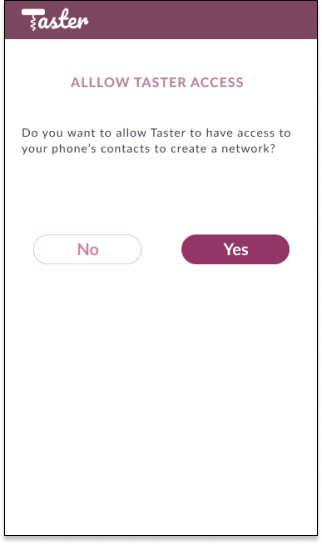 Taster
ALLLOW TASTER ACCESS
Do you want to allow Taster to have access to
your phone's contacts to create a network?
No
Yes